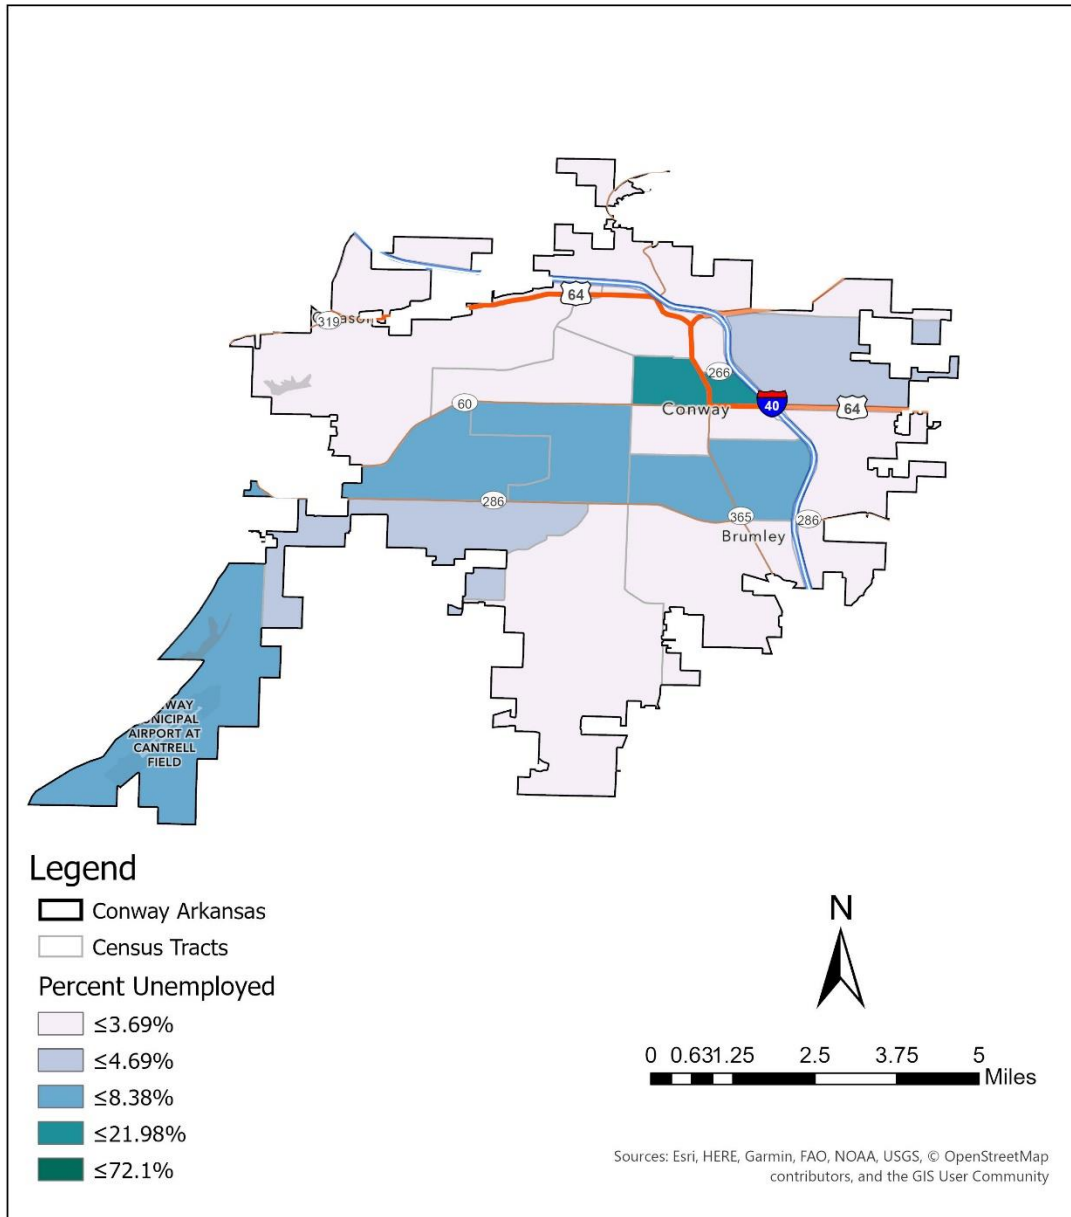 64
319
266
60
Conway
40
64
286
365
286
Brumley
AIRPORT AT
CANTRELL
FIELD
Legend
Conway Arkansas
Census Tracts
Percent Unemployed
≤3.69%
≤4.69%
≤8.38%
≤21.98%
≤72.1%
N
0 0.631.25 2.5 3.75 5
Miles
Sources: Esri, HERE, Garmin, FAO, NOAA, USGS, © OpenStreetMap
contributors, and the GIS User Community